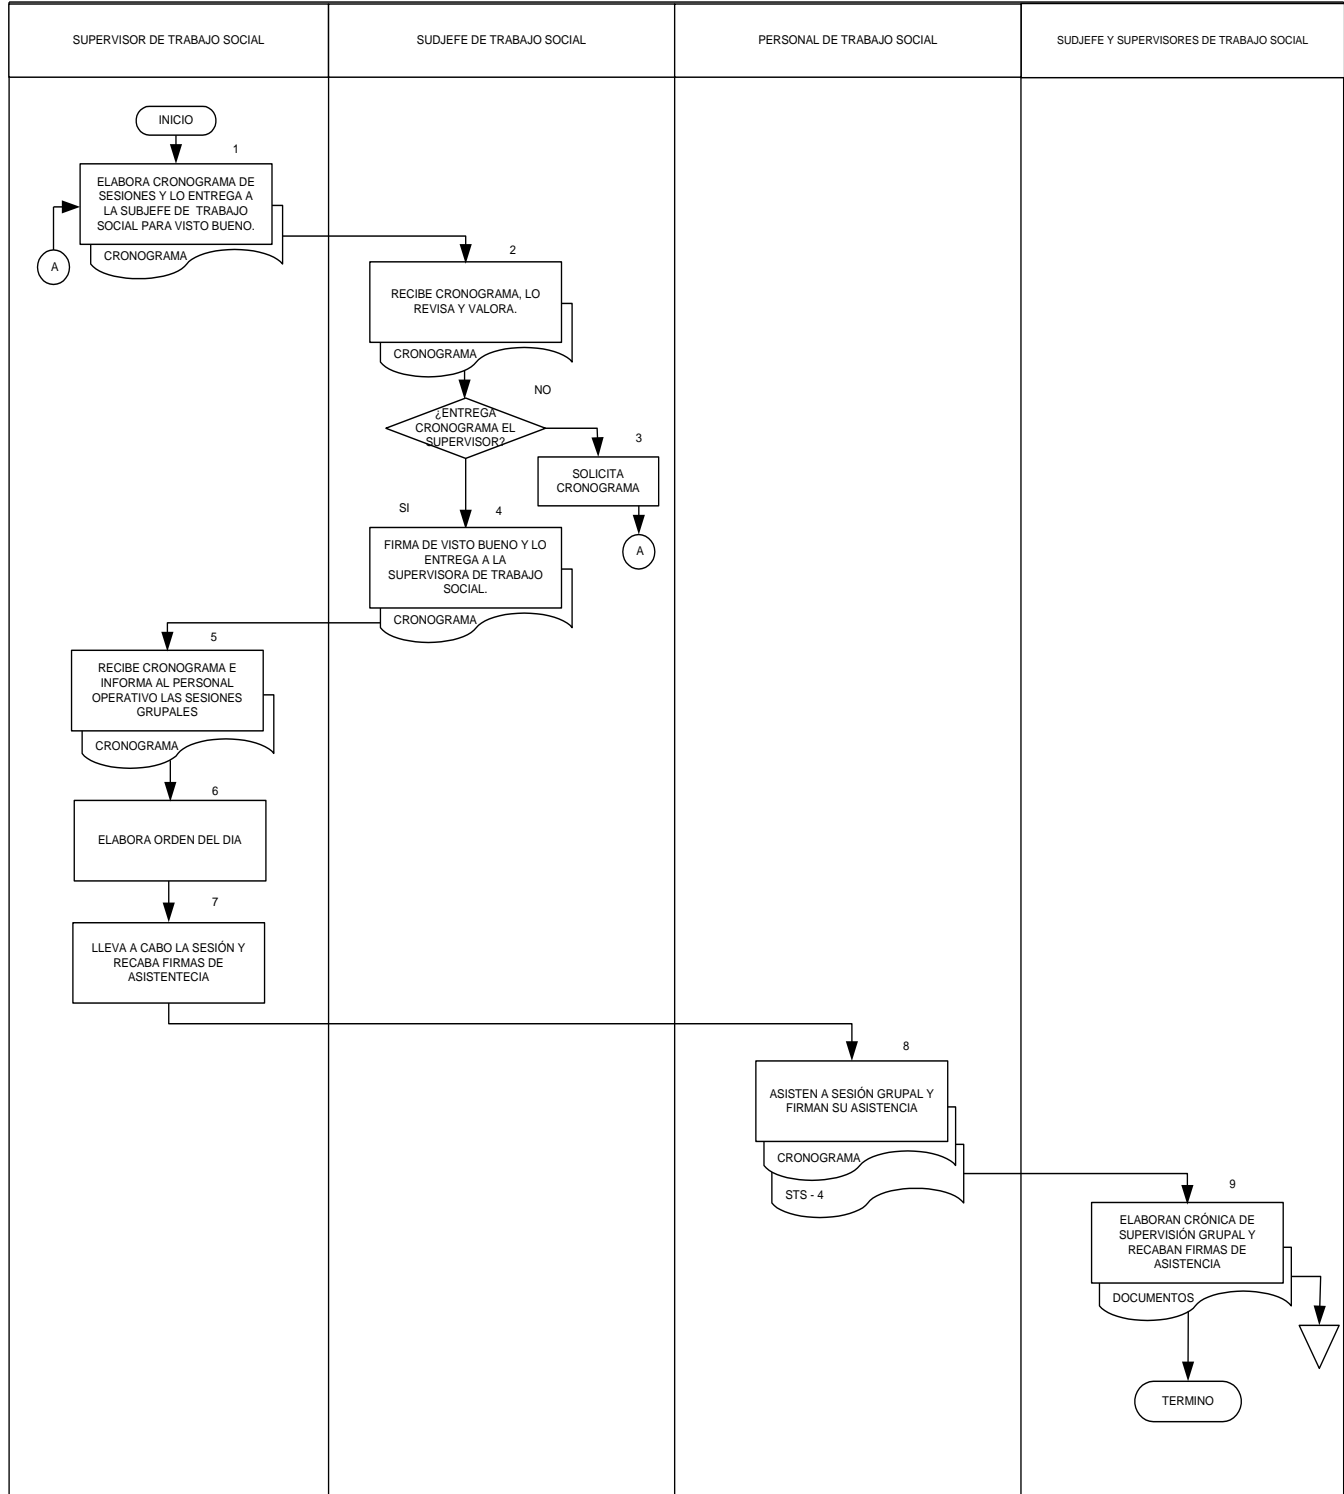 SUPERVISOR DE TRABAJO SOCIAL
SUDJEFE DE TRABAJO SOCIAL
PERSONAL DE TRABAJO SOCIAL
SUDJEFE Y SUPERVISORES DE TRABAJO SOCIAL
INICIO
1
ELABORA CRONOGRAMA DE
SESIONES Y LO ENTREGA A
LA SUBJEFE DE TRABAJO
SOCIAL PARA VISTO BUENO.
CRONOGRAMA
A
2
RECIBE CRONOGRAMA, LO
REVISA Y VALORA.
CRONOGRAMA
NO
¿ENTREGA
CRONOGRAMA EL
SUPERVISOR?
3
SOLICITA
CRONOGRAMA
A
SI
4
FIRMA DE VISTO BUENO Y LO
ENTREGA A LA
SUPERVISORA DE TRABAJO
SOCIAL.
CRONOGRAMA
5
RECIBE CRONOGRAMA E
INFORMA AL PERSONAL
OPERATIVO LAS SESIONES
GRUPALES
CRONOGRAMA
6
ELABORA ORDEN DEL DIA
7
LLEVA A CABO LA SESIÓN Y
RECABA FIRMAS DE
ASISTENTECIA
8
ASISTEN A SESIÓN GRUPAL Y
FIRMAN SU ASISTENCIA
CRONOGRAMA
STS - 4
9
ELABORAN CRÓNICA DE
SUPERVISIÓN GRUPAL Y
RECABAN FIRMAS DE
ASISTENCIA
DOCUMENTOS
TERMINO